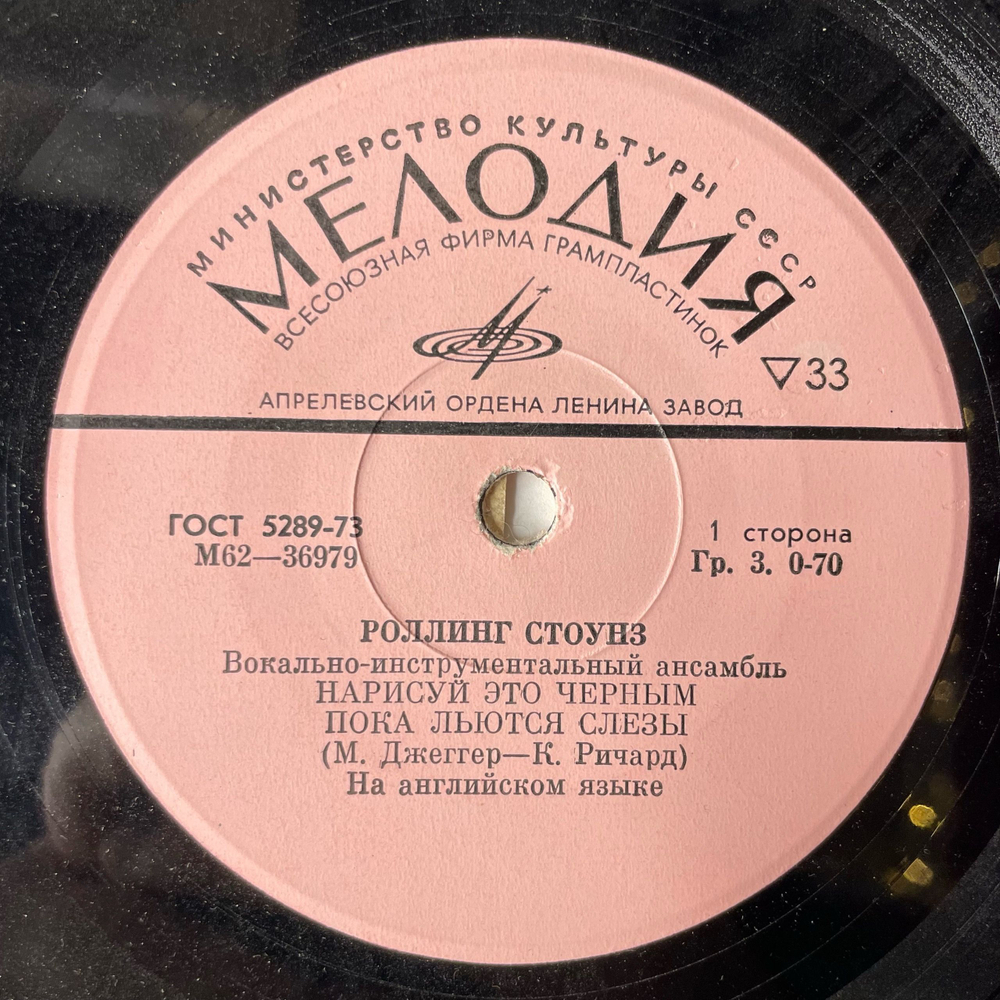 МИНИСТЕРСТВО КУЛЬТУРЫ СССР
МЕЛОДИЯ
ВСЕСОЮЗНАЯ ФИРМА ГРАМПЛАСТИНОК
▽33
АПРЕЛЕВСКИЙ ОРДЕНА ЛЕНИНА ЗАВОД
ГОСТ 5289-73
М62—36979
1 сторона
Гр. 3. 0-70
РОЛЛИНГ СТОУНЗ
Вокально-инструментальный ансамбль
НАРИСУЙ ЭТО ЧЕРНЫМ
ПОКА ЛЬЮТСЯ СЛЕЗЫ
(М. Джеггер—К. Ричард)
На английском языке